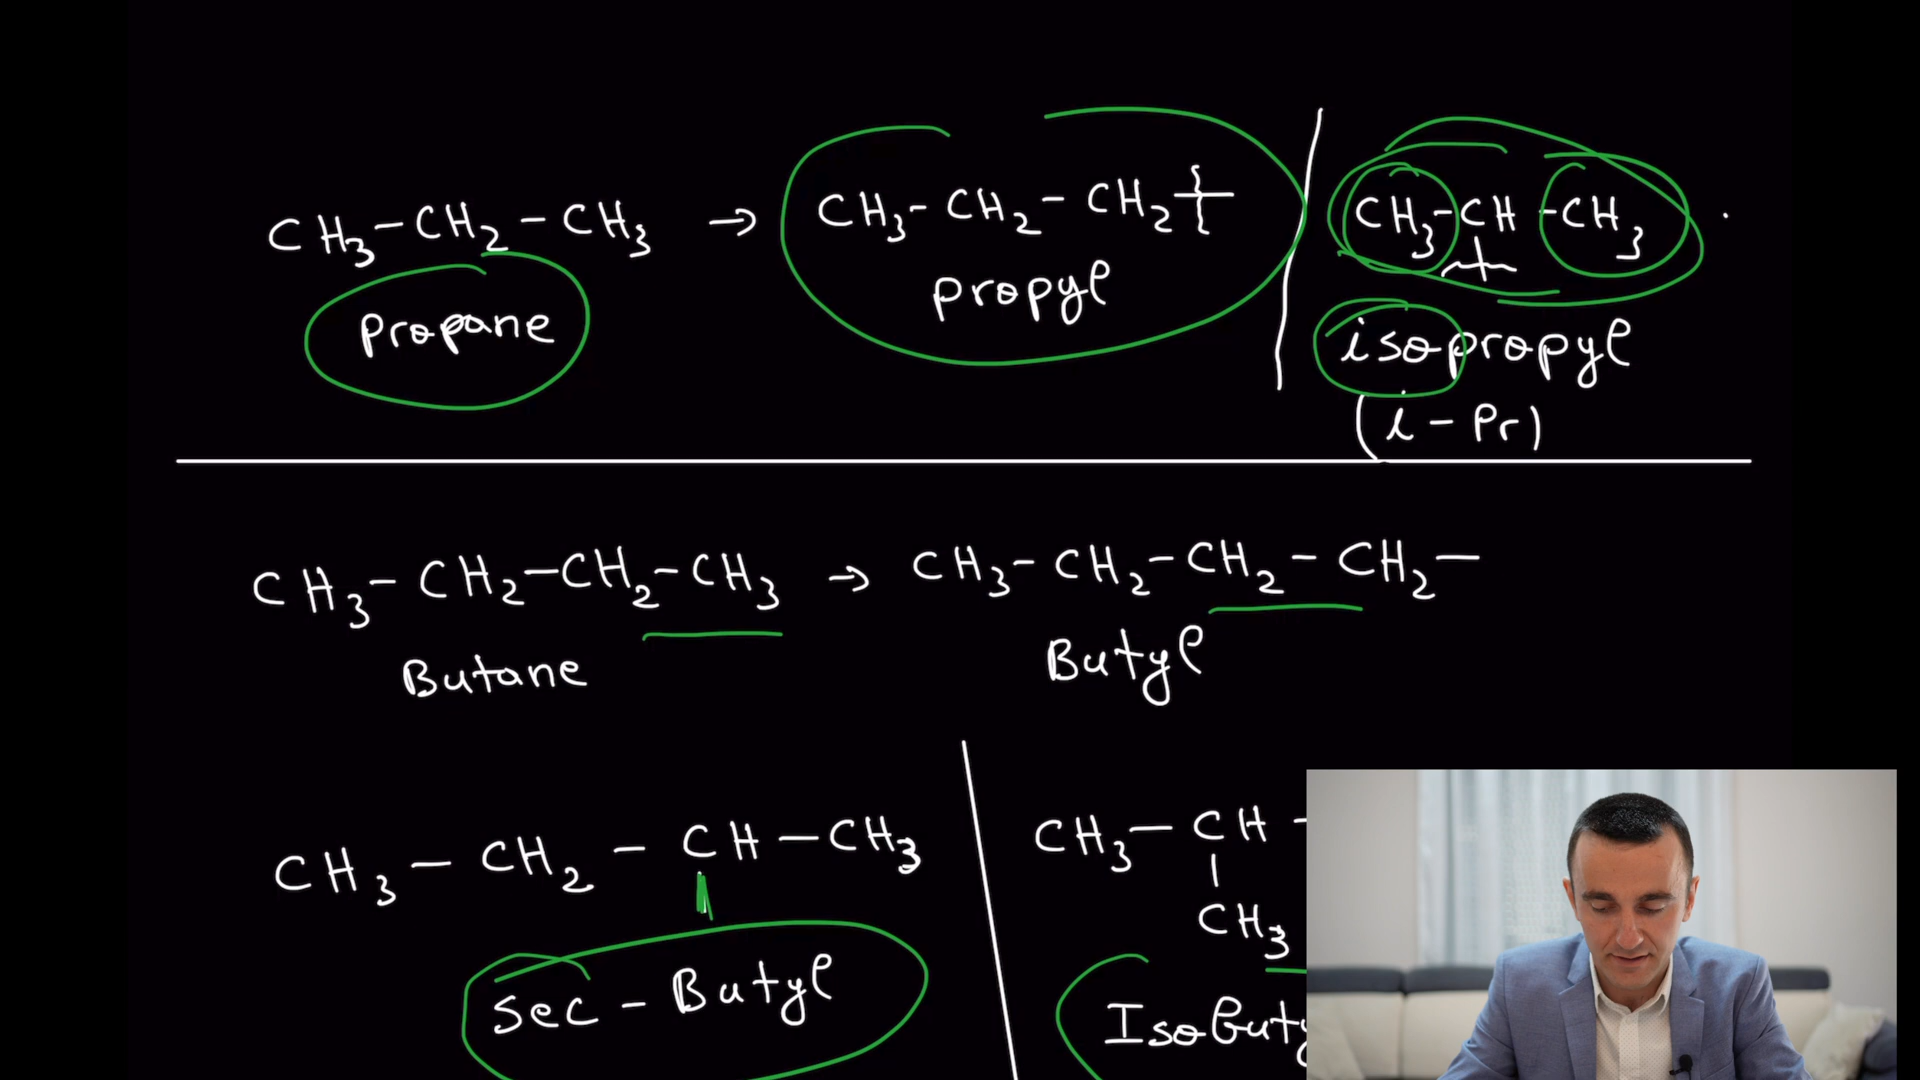 CH3-CH2-CH3 → CH3-CH2-CH2- CH3-CH-CH3
Propane propyl isopropyl
(i-Pr)
CH3-CH2-CH2-CH3 → CH3-CH2-CH2-CH2-
Butane Butyl
CH3-CH2-CH-CH3
sec-Butyl
CH3-CH-
CH3
Isobuty